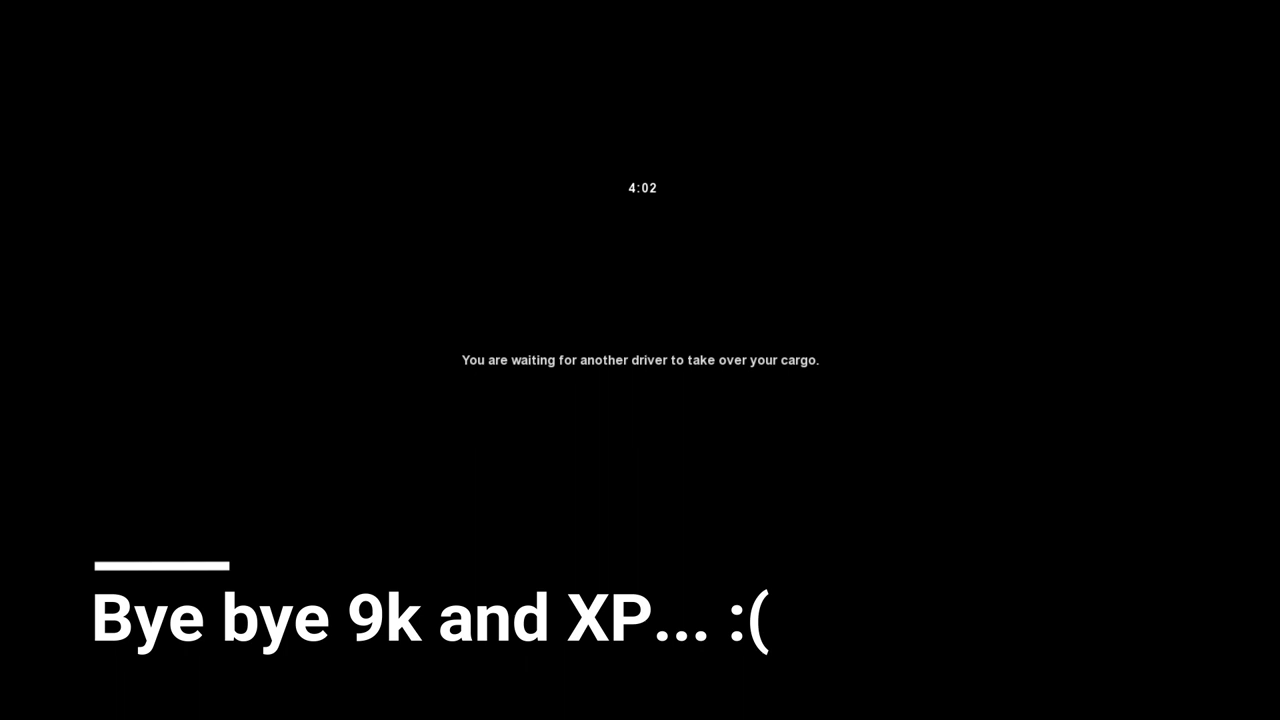 4:02
You are waiting for another driver to take over your cargo.
Bye bye 9k and XP... :(